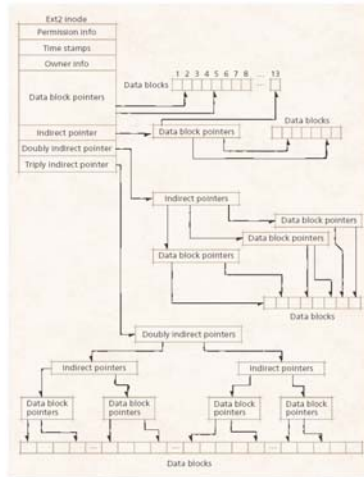 Ext2 inode
Permission info
Time stamps
Owner info
Data block pointers
Indirect pointer
Doubly indirect pointer
Triply indirect pointer
1 2 3 4 5 6 7 8 ... 13
Data blocks
Data block pointers
Data blocks
Indirect pointers
Data block pointers
Data block pointers
Data block pointers
Data blocks
Doubly indirect pointers
Indirect pointers
Indirect pointers
Data block
pointers
Data block
pointers
Data block
pointers
Data block
pointers
... ... ...
Data blocks